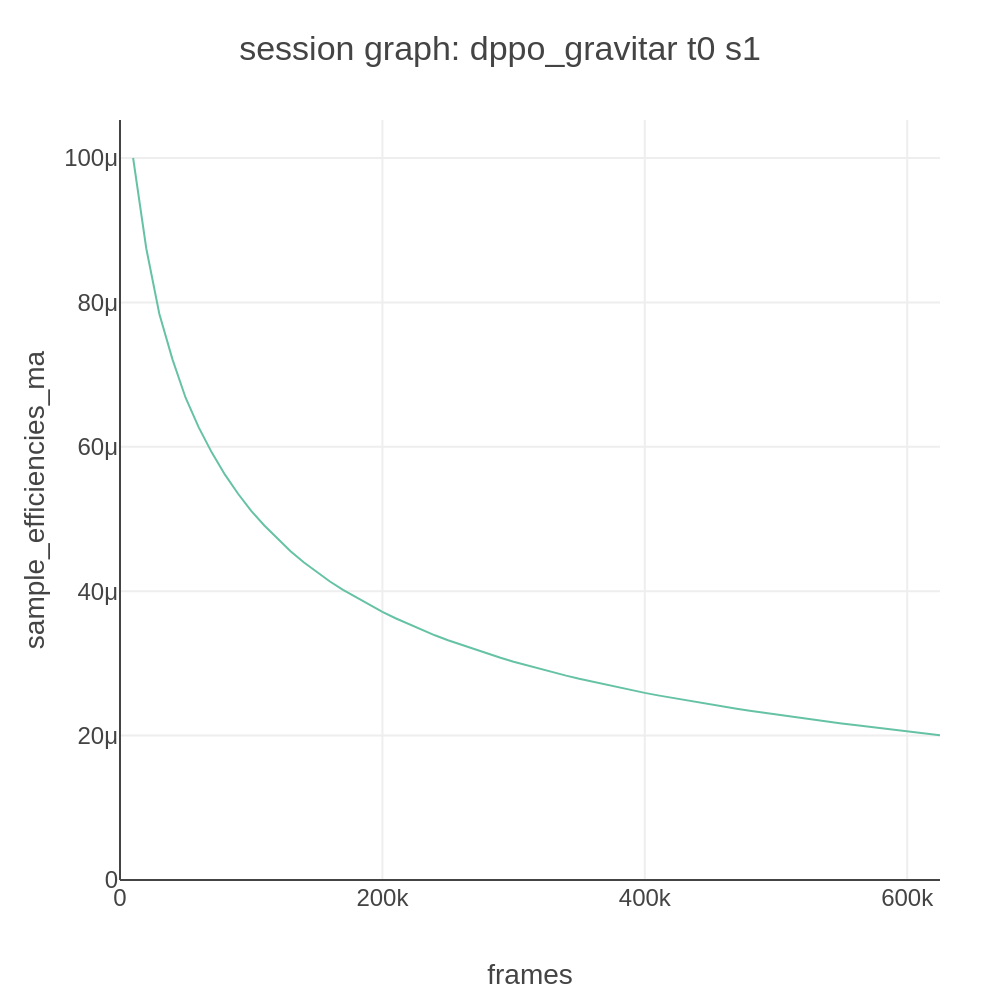 session graph: dppo_gravitar t0 s1
sample_efficiencies_ma
100μ
80μ
60μ
40μ
20μ
0
0 200k 400k 600k
frames